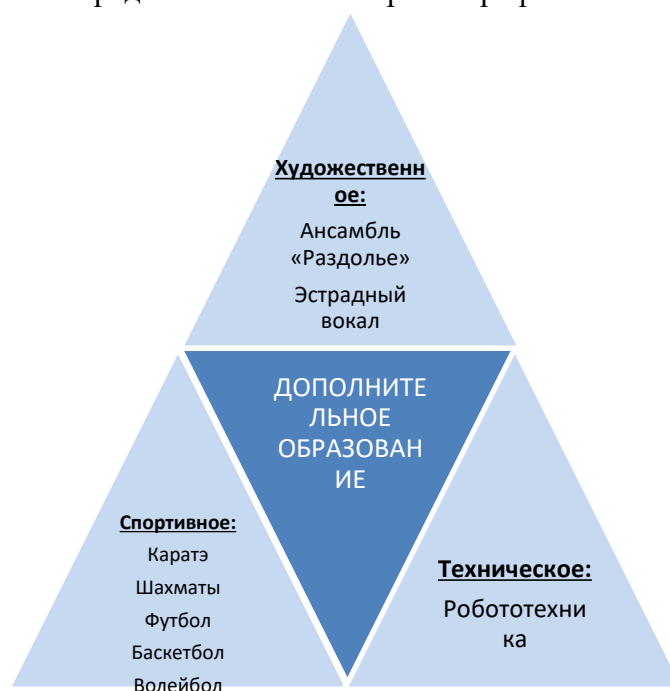 Художественн
ое:
Ансамбль
«Раздолье»
Эстрадный
вокал
ДОПОЛНИТЕ
ЛЬНОЕ
ОБРАЗОВАН
ИЕ
Спортивное:
Каратэ
Шахматы
Футбол
Баскетбол
Волейбол
Техническое:
Робототехни
ка